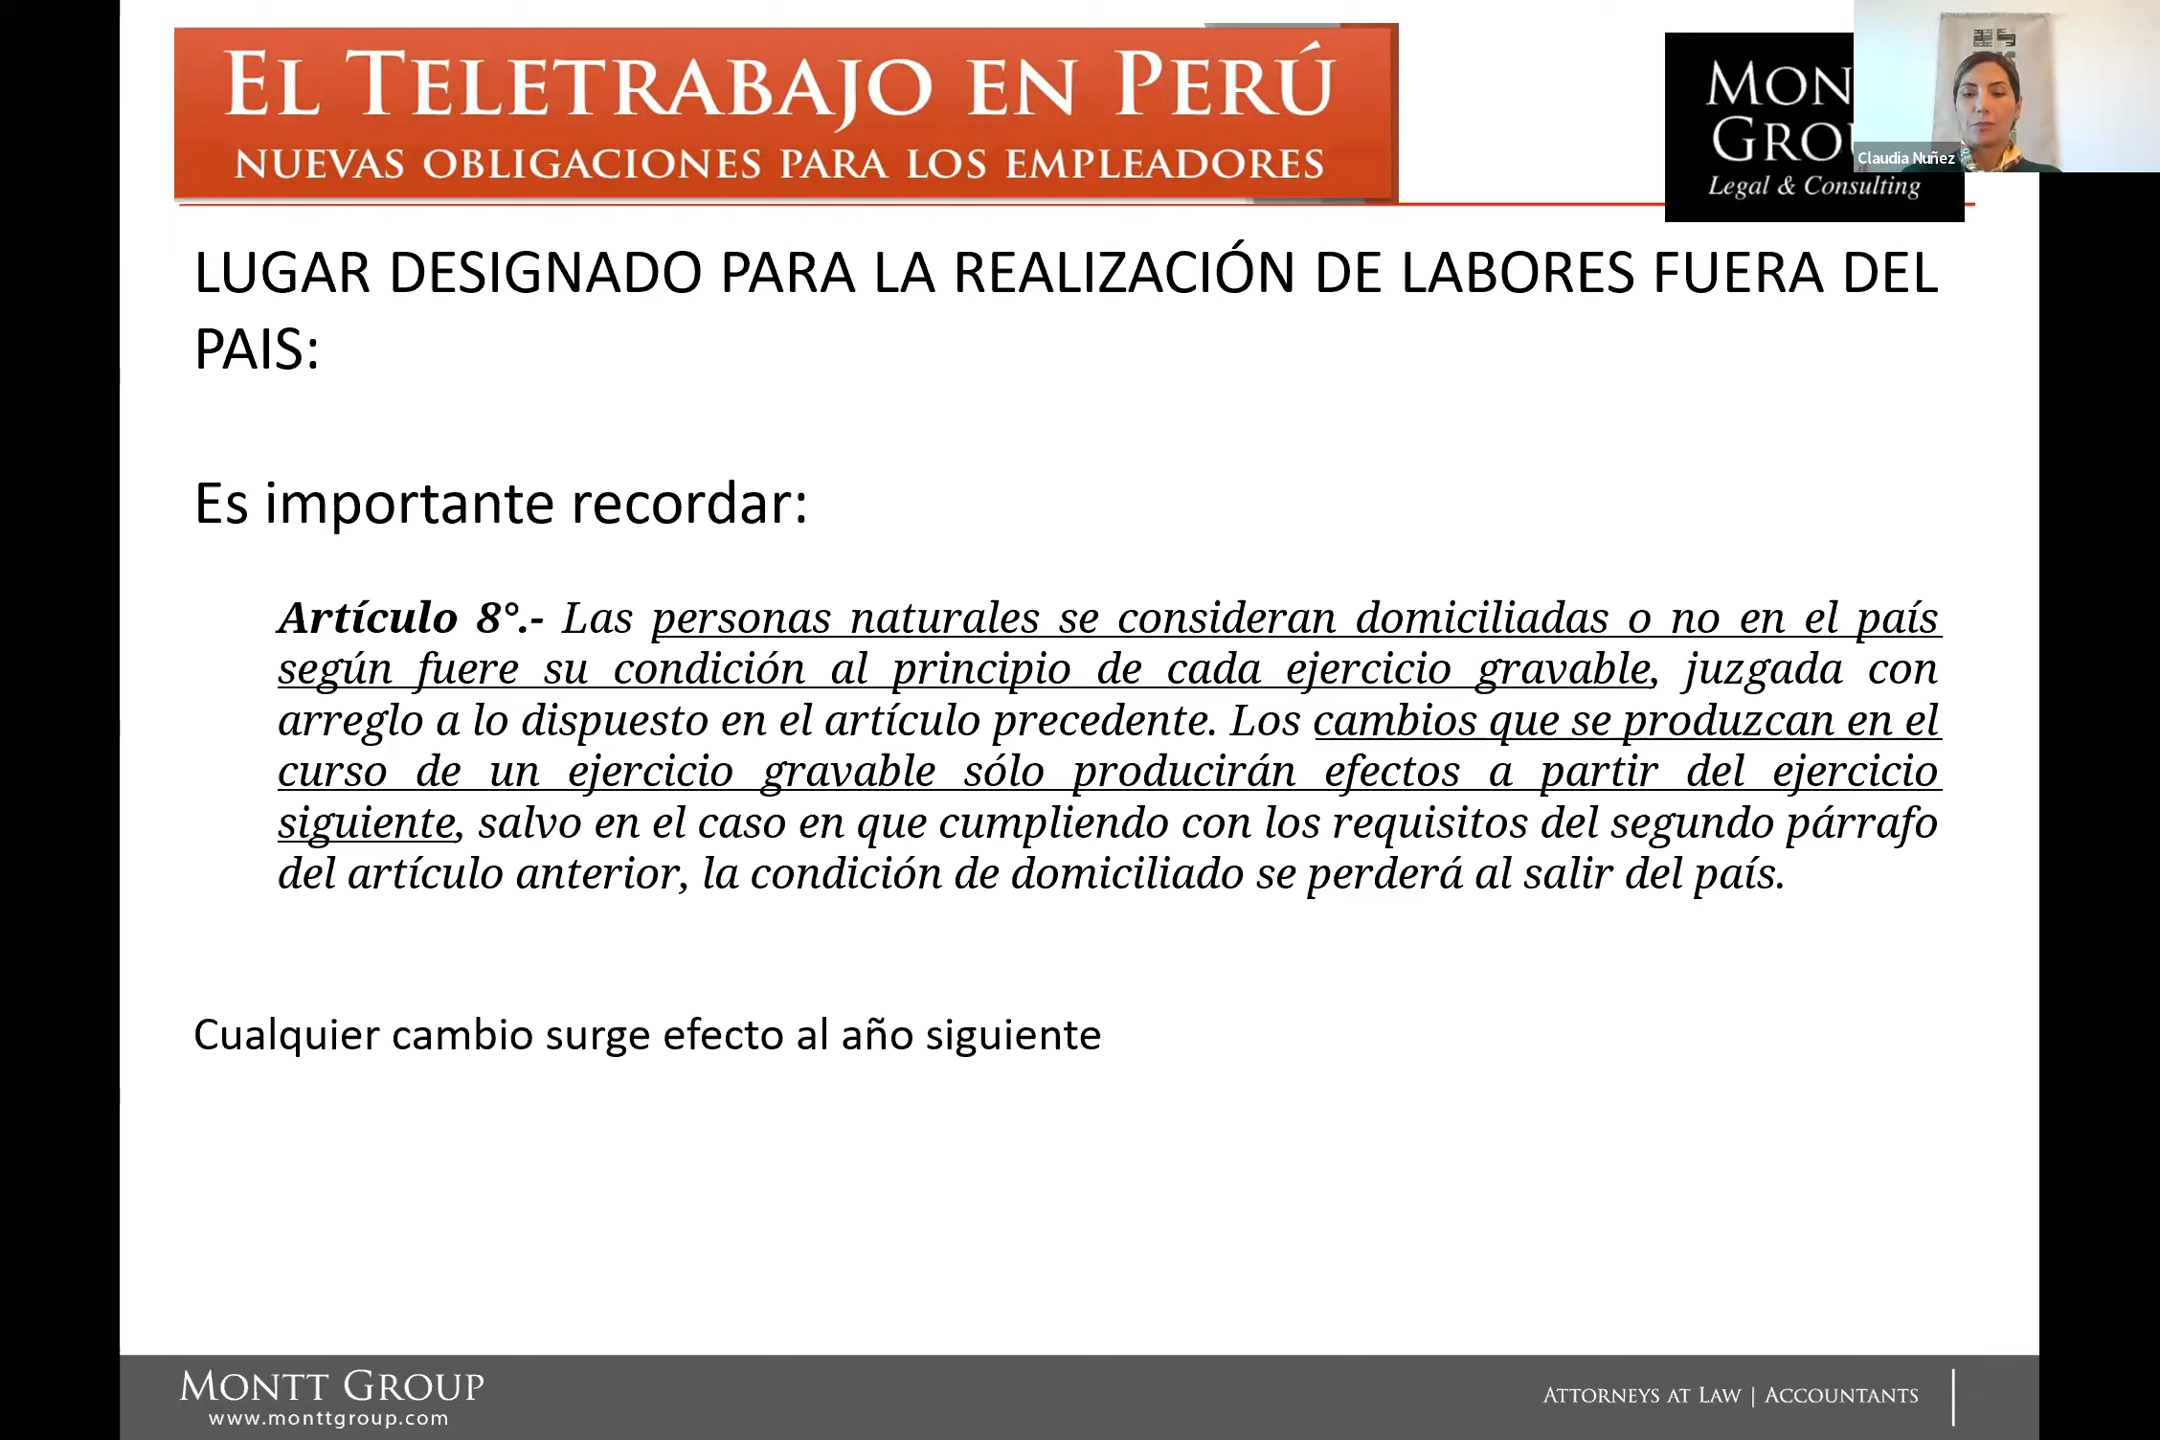 EL TELETRABAJO EN PERÚ
NUEVAS OBLIGACIONES PARA LOS EMPLEADORES
Legal & Consulting
Claudia Nuñez
LUGAR DESIGNADO PARA LA REALIZACIÓN DE LABORES FUERA DEL
PAIS:
Es importante recordar:
Artículo 8°.- Las personas naturales se consideran domiciliadas o no en el país
según fuere su condición al principio de cada ejercicio gravable, juzgada con
arreglo a lo dispuesto en el artículo precedente. Los cambios que se produzcan en el
curso de un ejercicio gravable sólo producirán efectos a partir del ejercicio
siguiente, salvo en el caso en que cumpliendo con los requisitos del segundo párrafo
del artículo anterior, la condición de domiciliado se perderá al salir del país.
Cualquier cambio surge efecto al año siguiente
MONTT GROUP
www.monttgroup.com
ATTORNEYS AT LAW | ACCOUNTANTS